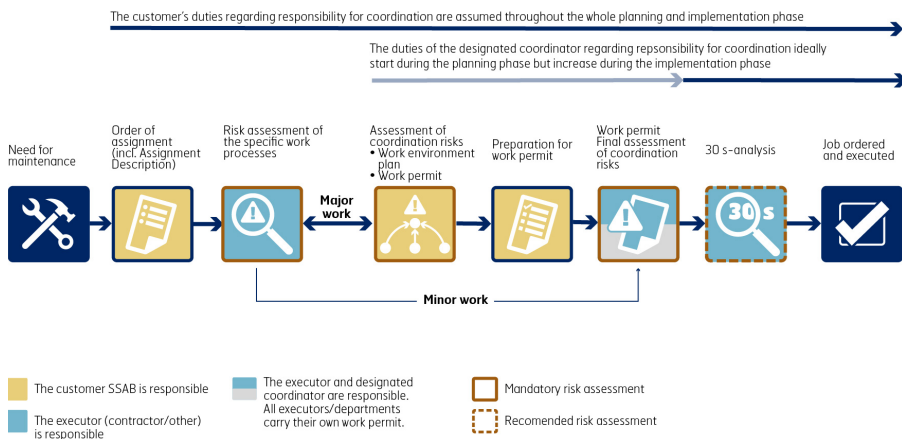 The customer's duties regarding responsibility for coordination are assumed throughout the whole planning and implementation phase
The duties of the designated coordinator regarding repsonsibility for coordination ideally
start during the planning phase but increase during the implementation phase
Need for
maintenance
Order of
assignment
(incl. Assignment
Description)
Risk assessment of
the specific work
processes
Assessment of
coordination risks
• Work environment
plan
• Work permit
Preparation for
work permit
Work permit
Final assessment
of coordination
risks
30 s-analysis
Job ordered
and executed
Major
work
30 s
Minor work
The customer SSAB is responsible
The executor (contractor/other)
is responsible
The executor and designated
coordinator are responsible.
All executors/departments
carry their own work permit.
Mandatory risk assessment
Recomended risk assessment